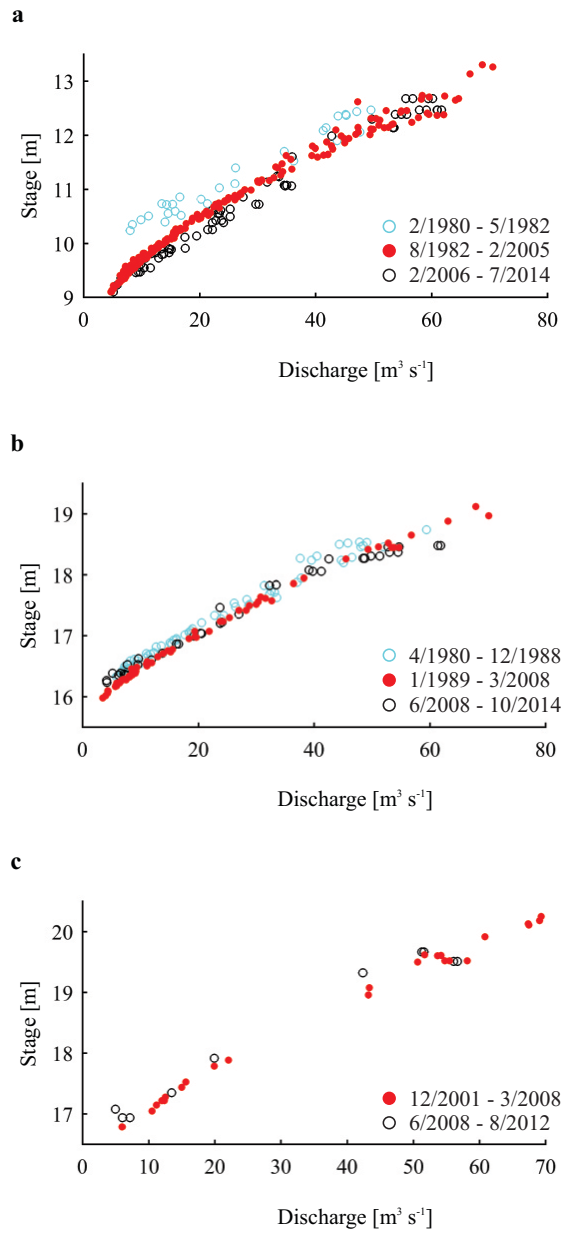 a
13
12
11
10
9
Stage [m]
2/1980 - 5/1982
8/1982 - 2/2005
2/2006 - 7/2014
0 20 40 60 80
Discharge [m³ s⁻¹]
b
19
18
17
16
Stage [m]
4/1980 - 12/1988
1/1989 - 3/2008
6/2008 - 10/2014
0 20 40 60 80
Discharge [m³ s⁻¹]
c
20
19
18
17
Stage [m]
12/2001 - 3/2008
6/2008 - 8/2012
0 10 20 30 40 50 60 70
Discharge [m³ s⁻¹]